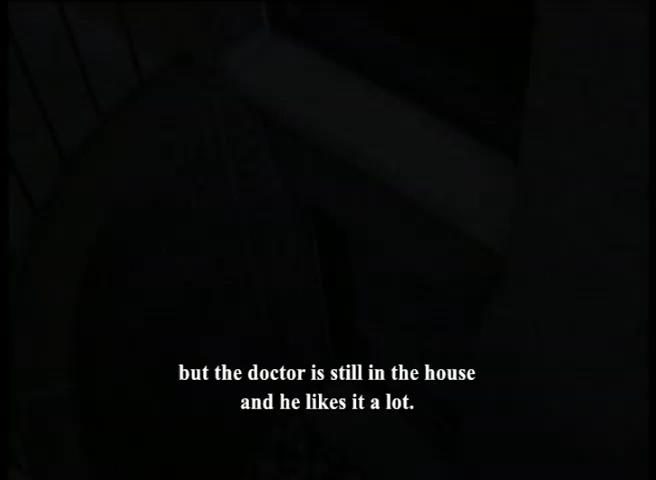 but the doctor is still in the house
and he likes it a lot.